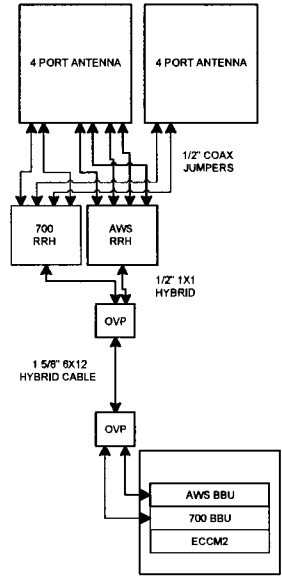 4 PORT ANTENNA
4 PORT ANTENNA
1/2" COAX
JUMPERS
700
RRH
AWS
RRH
1/2" 1X1
HYBRID
OVP
1 5/8" 6X12
HYBRID CABLE
OVP
AWS BBU
700 BBU
ECCM2